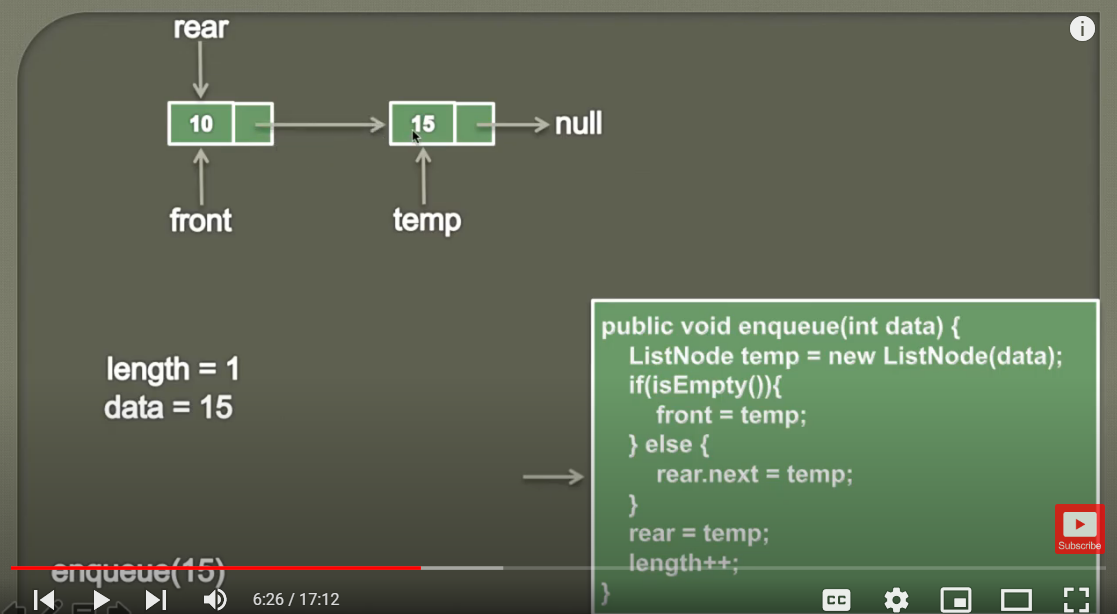 rear
10
15
null
front
temp
length = 1
data = 15
public void enqueue(int data) {
ListNode temp = new ListNode(data);
if(isEmpty()){
front = temp;
} else {
rear.next = temp;
}
rear = temp;
length++;
}
enqueue(15)
Subscribe
6:26 / 17:12
CC
i